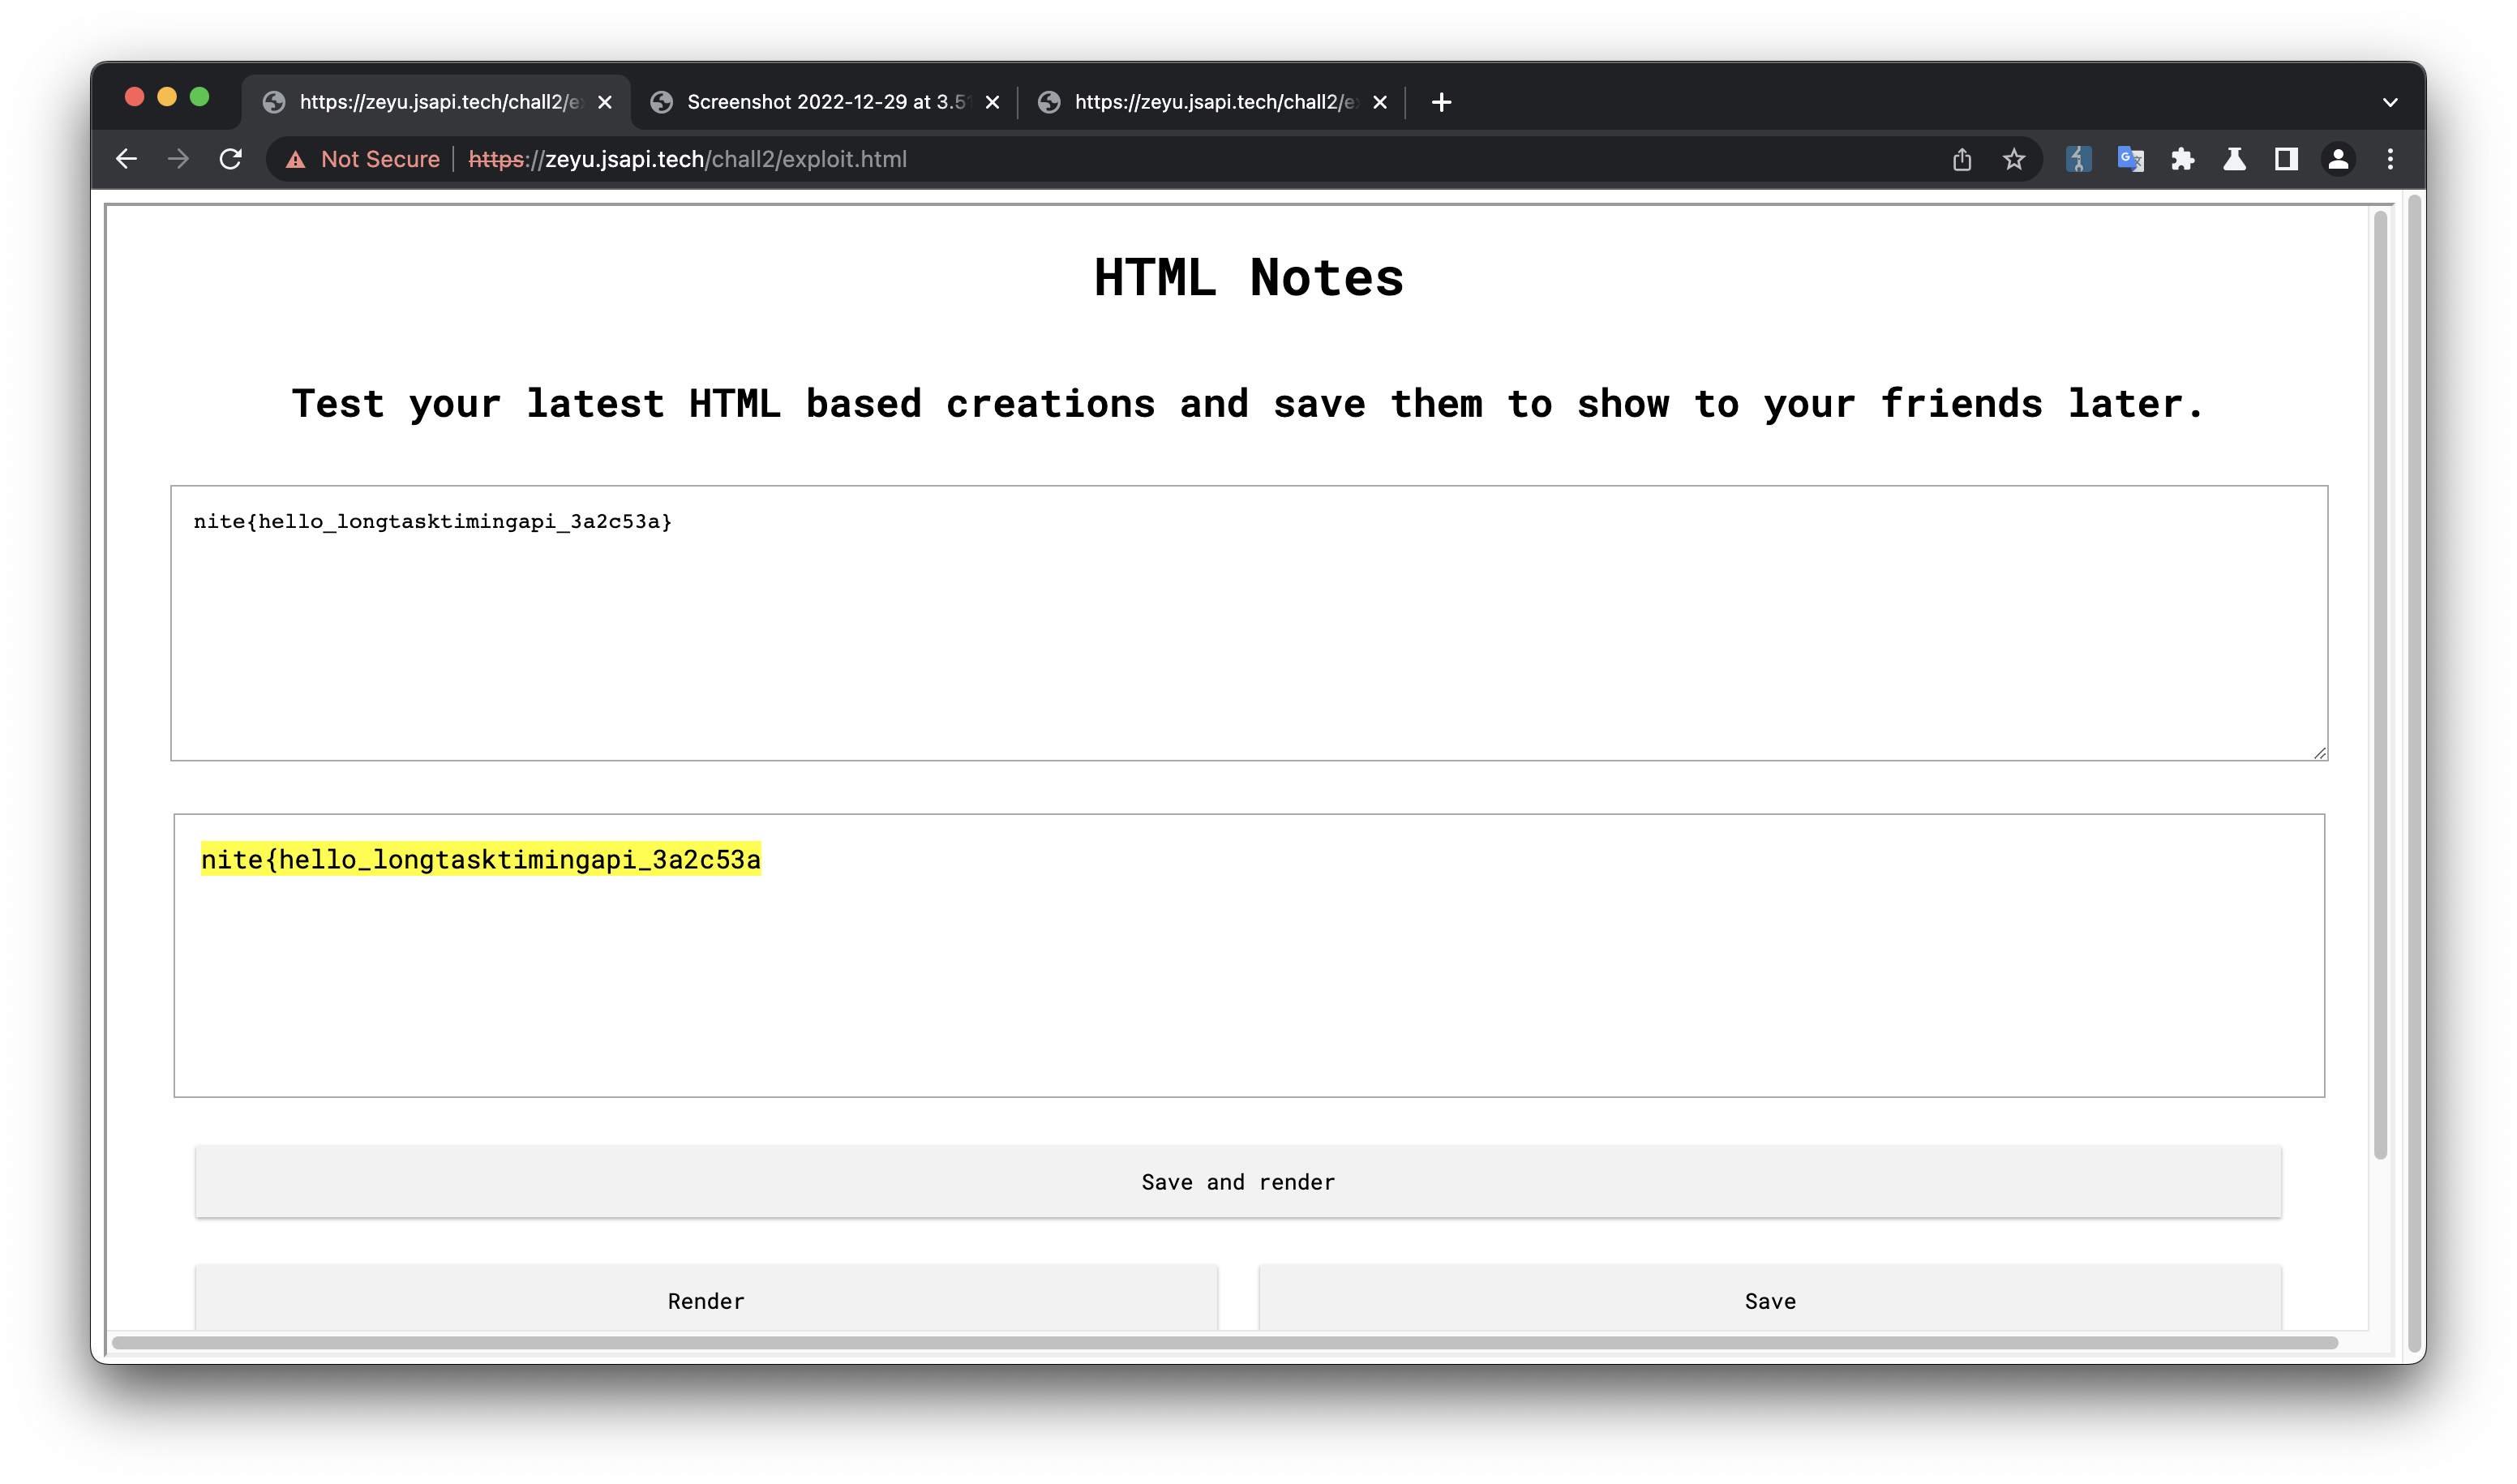 https://zeyu.jsapi.tech/chall2/e
Screenshot 2022-12-29 at 3.5
https://zeyu.jsapi.tech/chall2/e
Not Secure https://zeyu.jsapi.tech/chall2/exploit.html
HTML Notes
Test your latest HTML based creations and save them to show to your friends later.
nite{hello_longtasktimingapi_3a2c53a}
nite{hello_longtasktimingapi_3a2c53a
Save and render
Render
Save